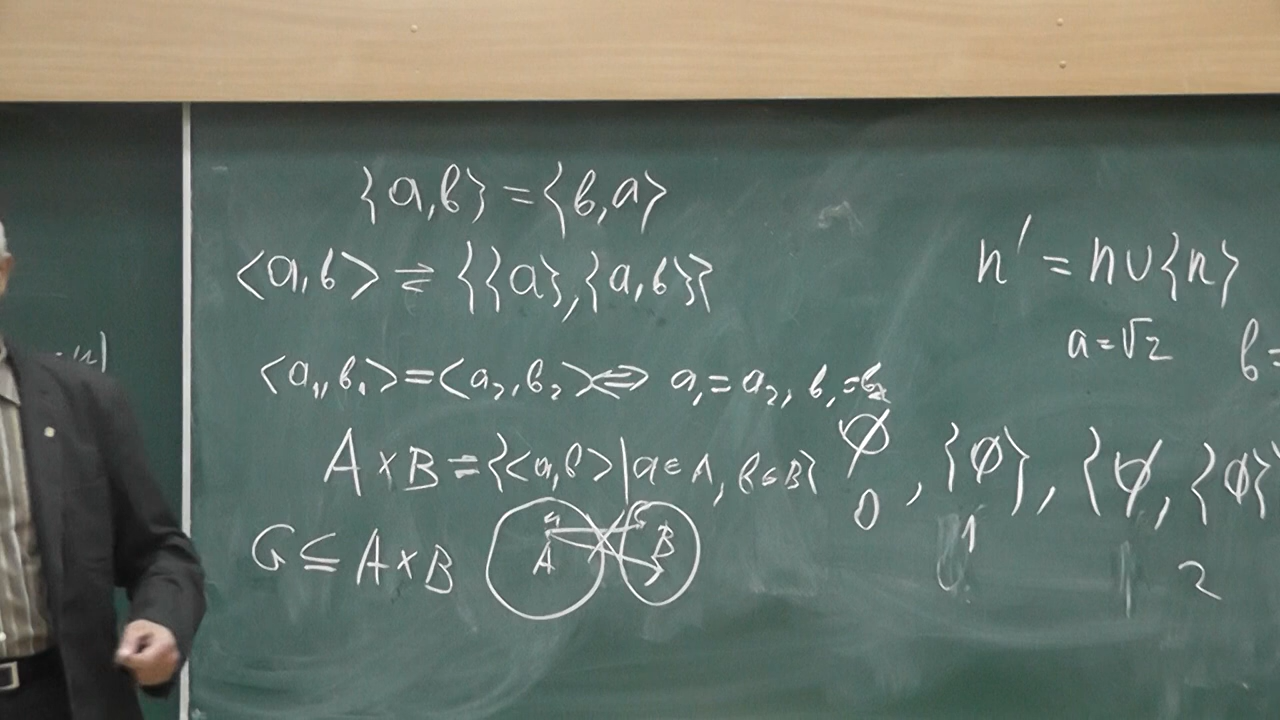 {a,b} = {b,a}
<a,b> ⇌ {{a},{a,b}}
<a₁,b₁> = <a₂,b₂> ⇔ a₁ = a₂, b₁ = b₂
A × B = {<a,b> | a ∈ A, b ∈ B}
G ⊆ A × B
A
B
n' = n ∪ {n}
a = √2
b =
∅, {∅}, {∅, {∅}
0 1 2